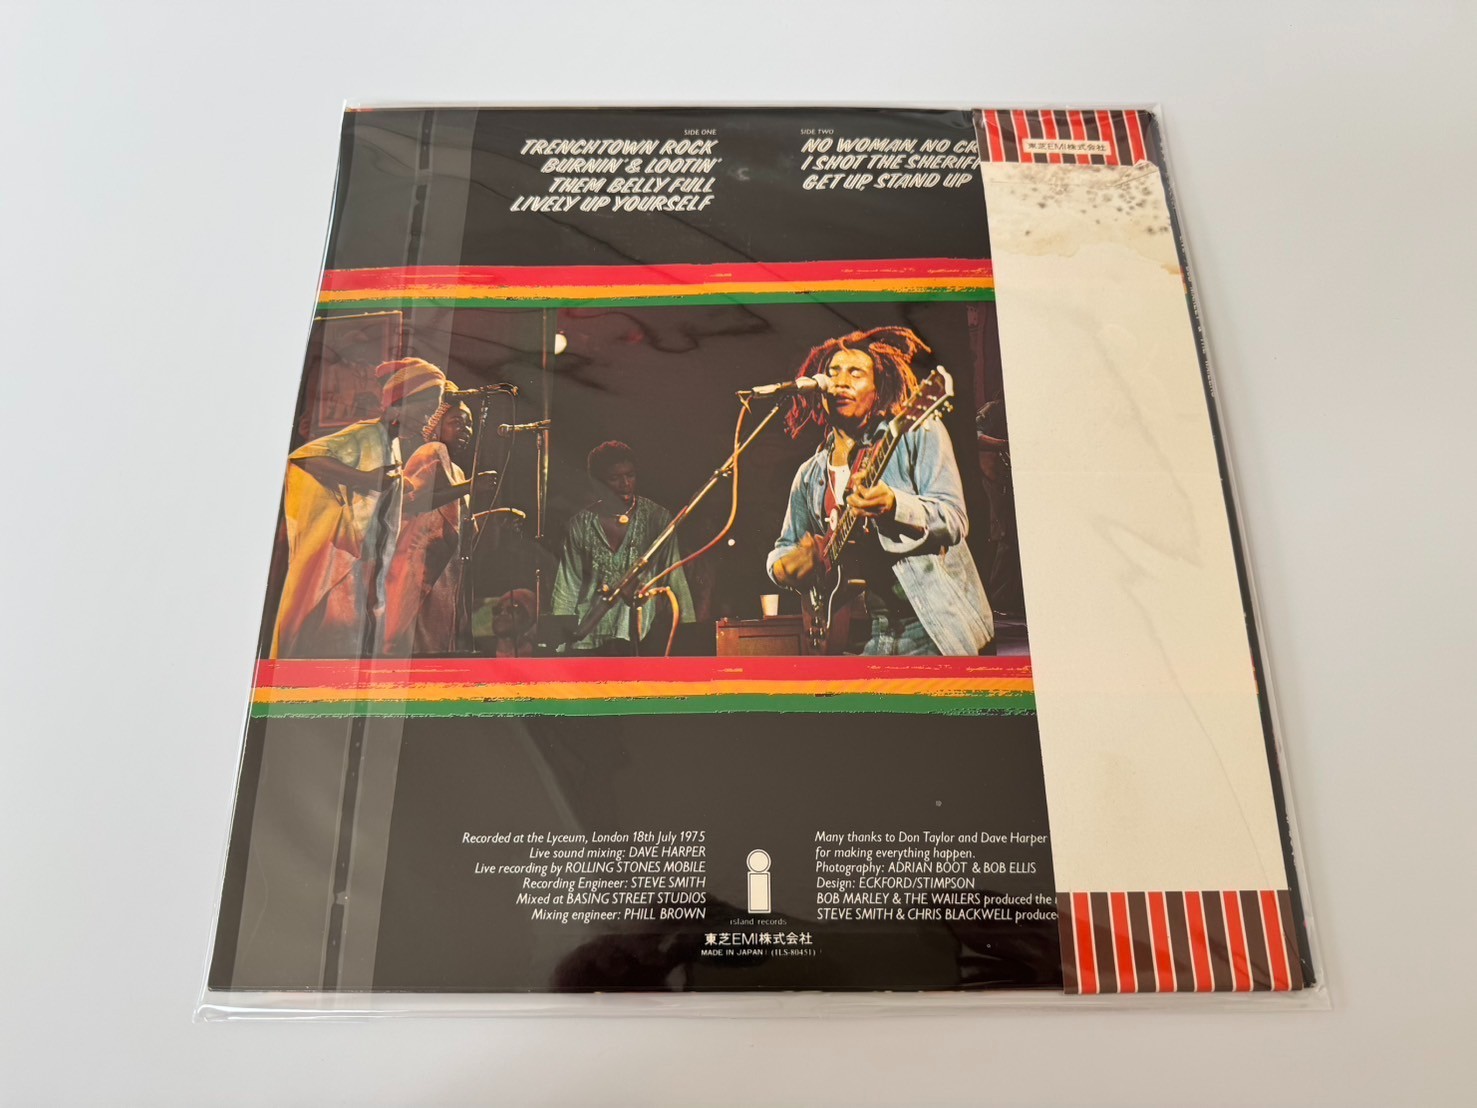 SIDE ONE
TRENCHTOWN ROCK
BURNIN' & LOOTIN'
THEM BELLY FULL
LIVELY UP YOURSELF
SIDE TWO
NO WOMAN, NO CR
I SHOT THE SHERIFF
GET UP, STAND UP
東芝EMI株式会社
Recorded at the Lyceum, London 18th July 1975
Live sound mixing: DAVE HARPER
Live recording by ROLLING STONES MOBILE
Recording Engineer: STEVE SMITH
Mixed at BASING STREET STUDIOS
Mixing engineer: PHILL BROWN
island records
東芝EMI株式会社
MADE IN JAPAN (ILS-80451)
Many thanks to Don Taylor and Dave Harper
for making everything happen.
Photography: ADRIAN BOOT & BOB ELLIS
Design: ECKFORD/STIMPSON
BOB MARLEY & THE WAILERS produced the
STEVE SMITH & CHRIS BLACKWELL produce